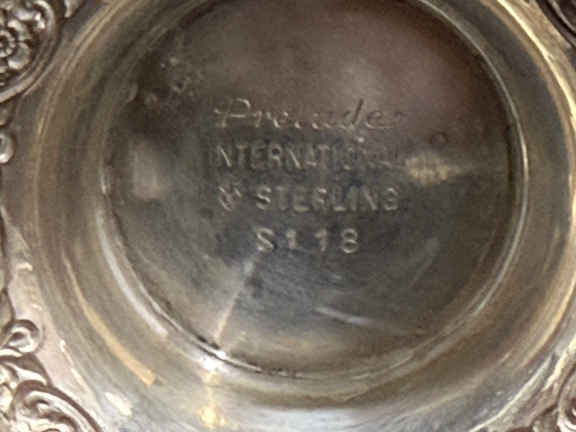 Prelude
INTERNATIONAL
STERLING
S118